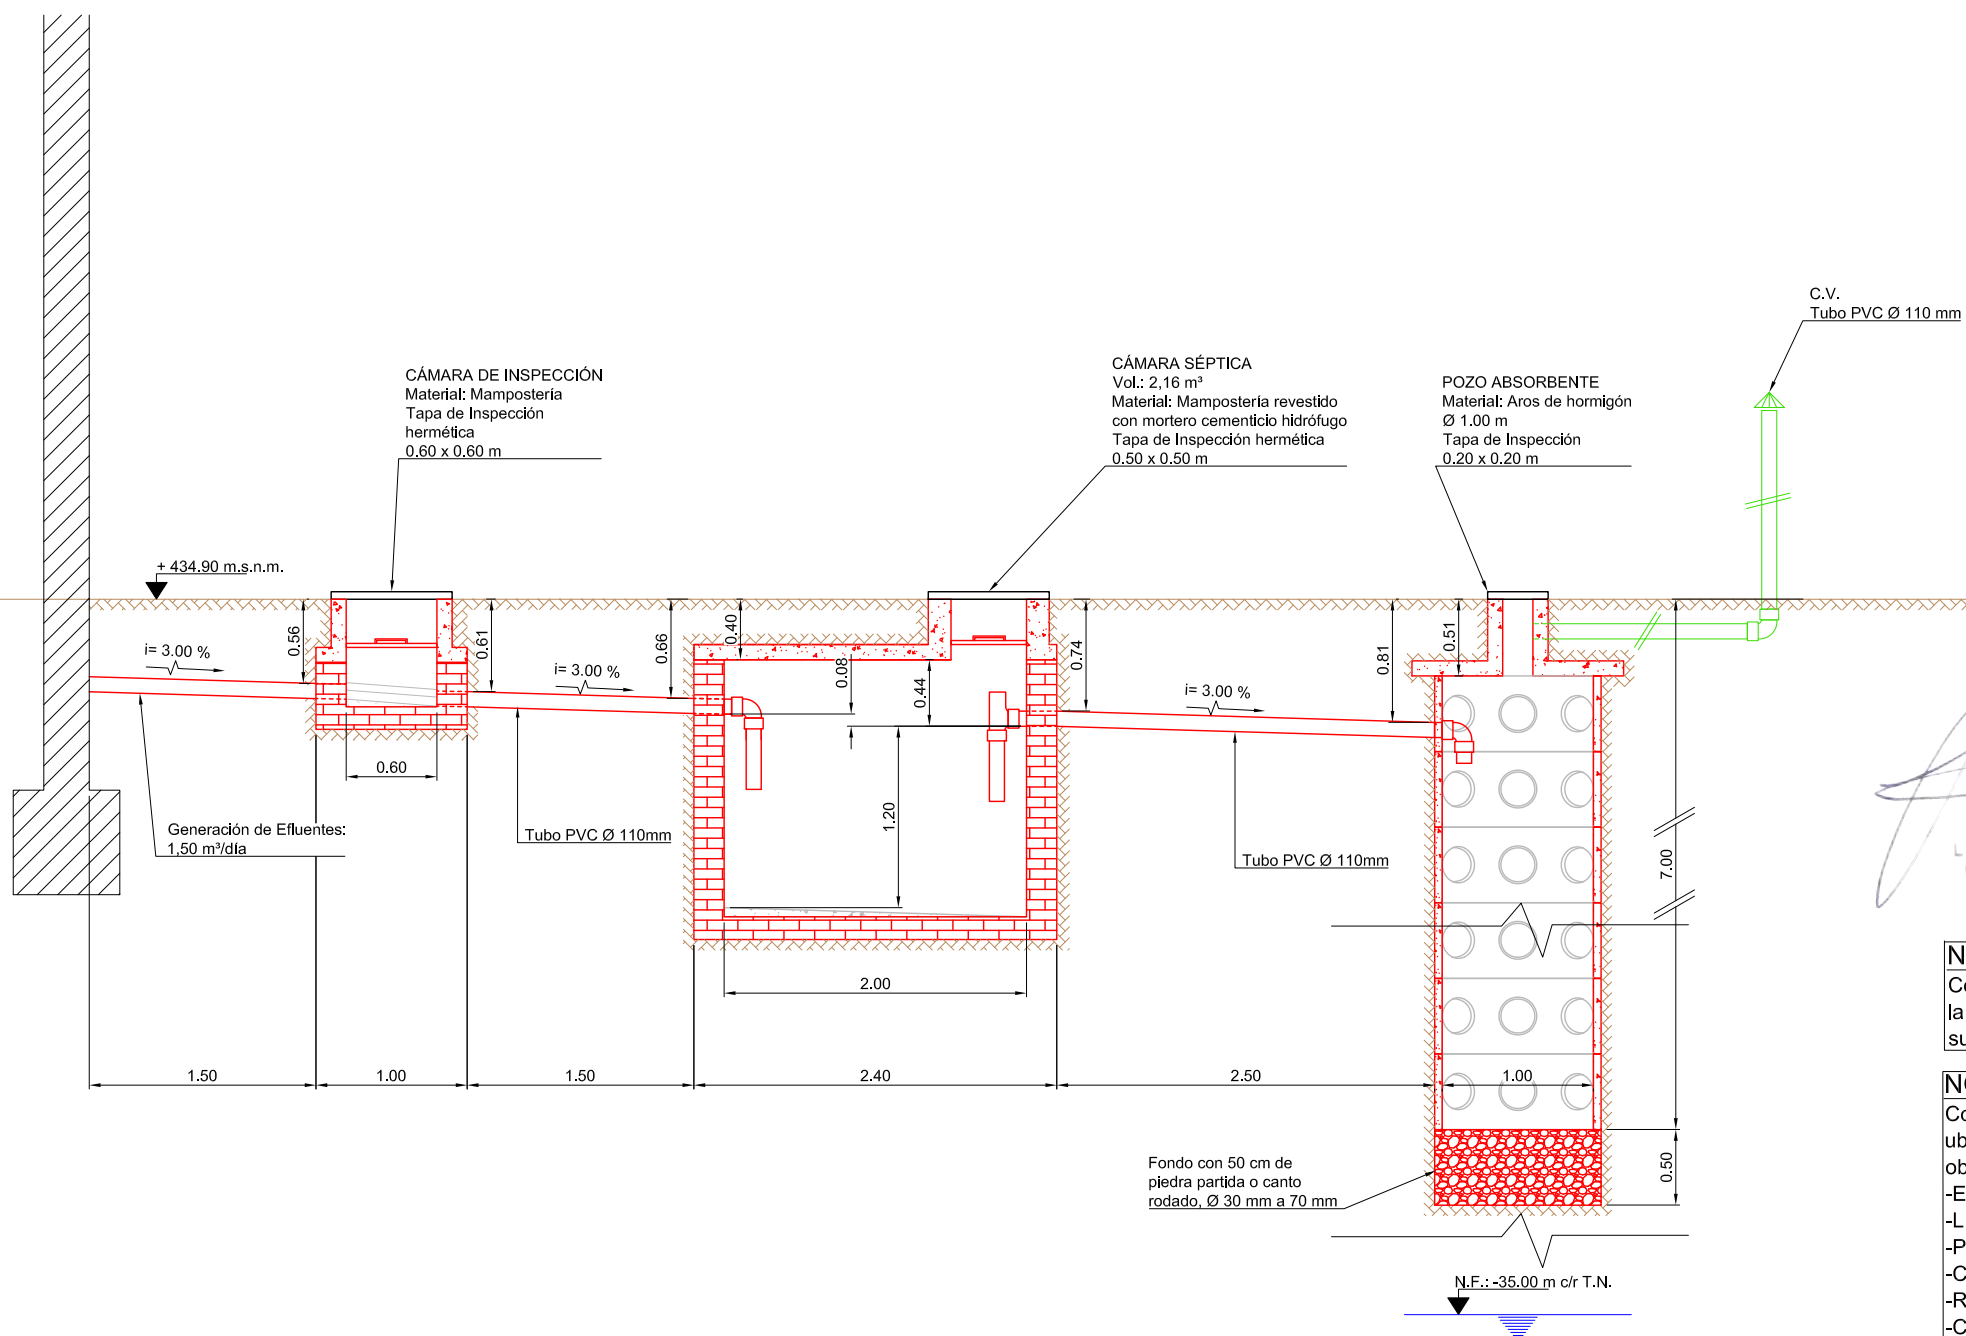 C.V.
Tubo PVC Ø 110 mm
CÁMARA DE INSPECCIÓN
Material: Mampostería
Tapa de Inspección
hermética
0.60 x 0.60 m
CÁMARA SÉPTICA
Vol.: 2,16 m³
Material: Mampostería revestido
con mortero cementicio hidrófugo
Tapa de Inspección hermética
0.50 x 0.50 m
POZO ABSORBENTE
Material: Aros de hormigón
Ø 1.00 m
Tapa de Inspección
0.20 x 0.20 m
+ 434.90 m.s.n.m.
0.56
0.61
0.66
0.40
0.08
0.44
0.74
0.81
0.51
i= 3.00 %
i= 3.00 %
i= 3.00 %
0.60
1.20
Generación de Efluentes:
1,50 m³/día
Tubo PVC Ø 110mm
Tubo PVC Ø 110mm
7.00
2.00
1.50
1.00
1.50
2.40
2.50
1.00
0.50
Fondo con 50 cm de
piedra partida o canto
rodado, Ø 30 mm a 70 mm
N.F.: -35.00 m c/r T.N.
la